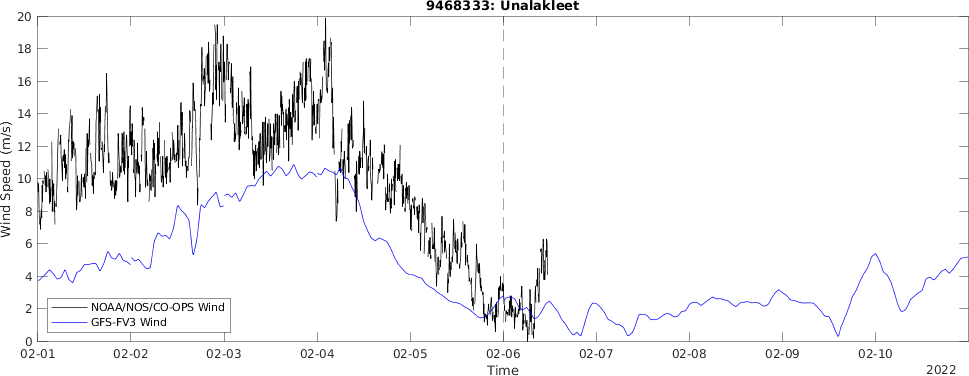 9468333: Unalakleet
20
18
16
14
12
10
8
6
4
2
0
Wind Speed (m/s)
NOAA/NOS/CO-OPS Wind
GFS-FV3 Wind
02-01 02-02 02-03 02-04 02-05 02-06 02-07 02-08 02-09 02-10
Time
2022